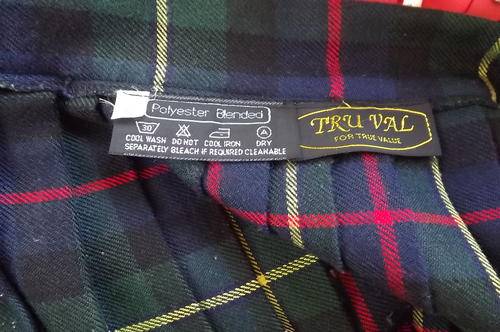 Polyester Blended
30°
A
COOL WASH DO NOT COOL IRON DRY
SEPARATELY BLEACH IF REQUIRED CLEANABLE
TRU VAL
FOR TRUE VALUE